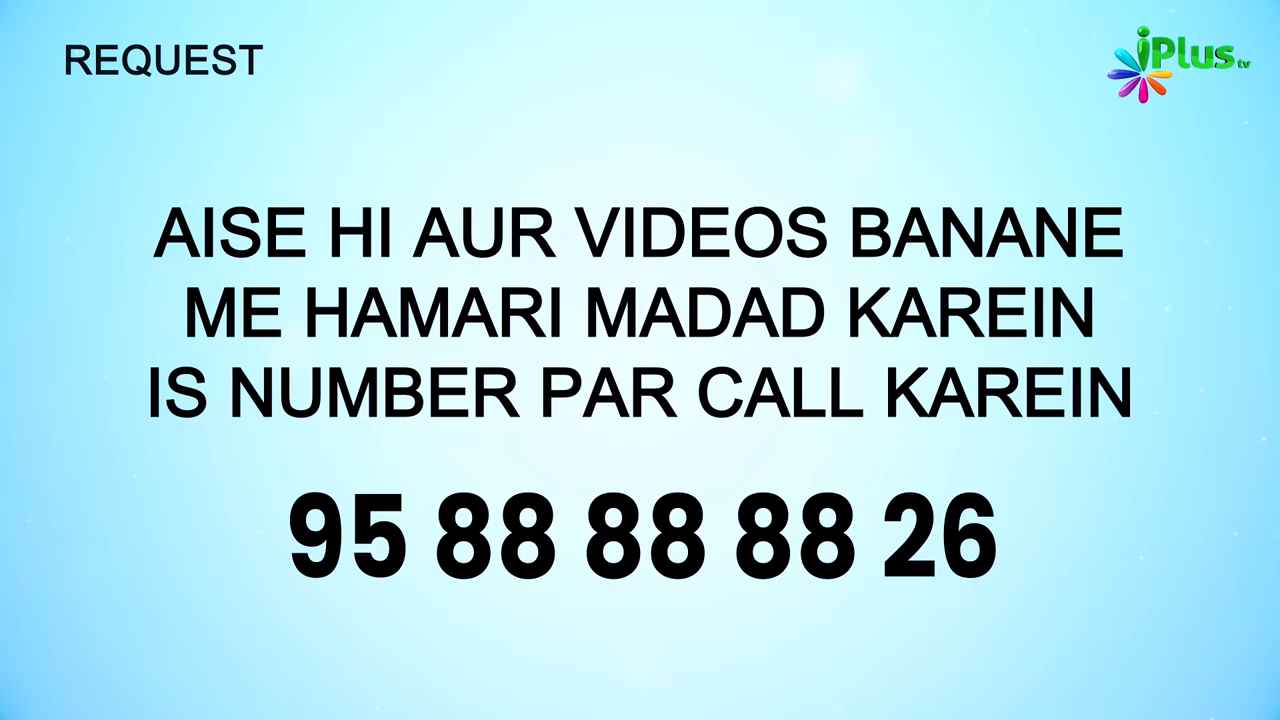 REQUEST
iPlus tv
AISE HI AUR VIDEOS BANANE
ME HAMARI MADAD KAREIN
IS NUMBER PAR CALL KAREIN
95 88 88 88 26